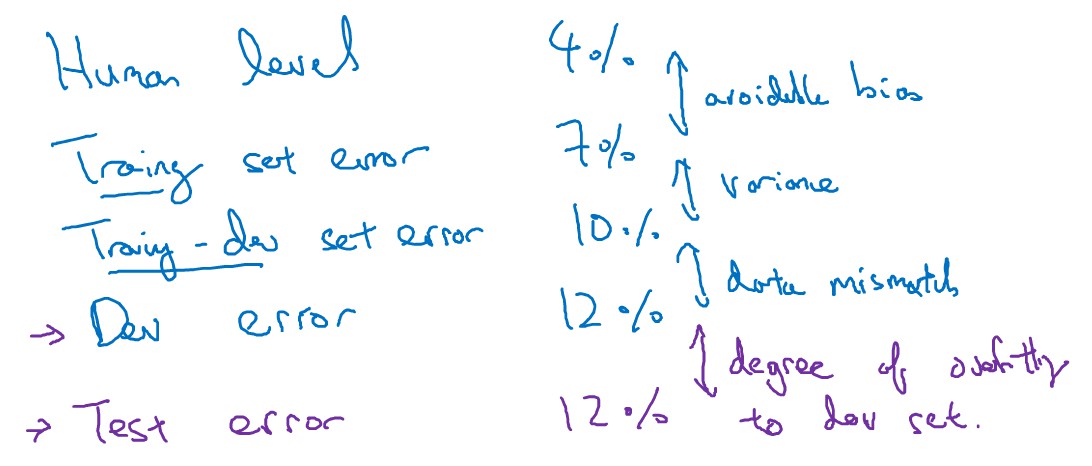 Human level 4%
avoidable bias
Training set error 7%
variance
Training-dev set error 10%
data mismatch
→ Dev error 12%
degree of overfitting
→ Test error 12% to dev set.